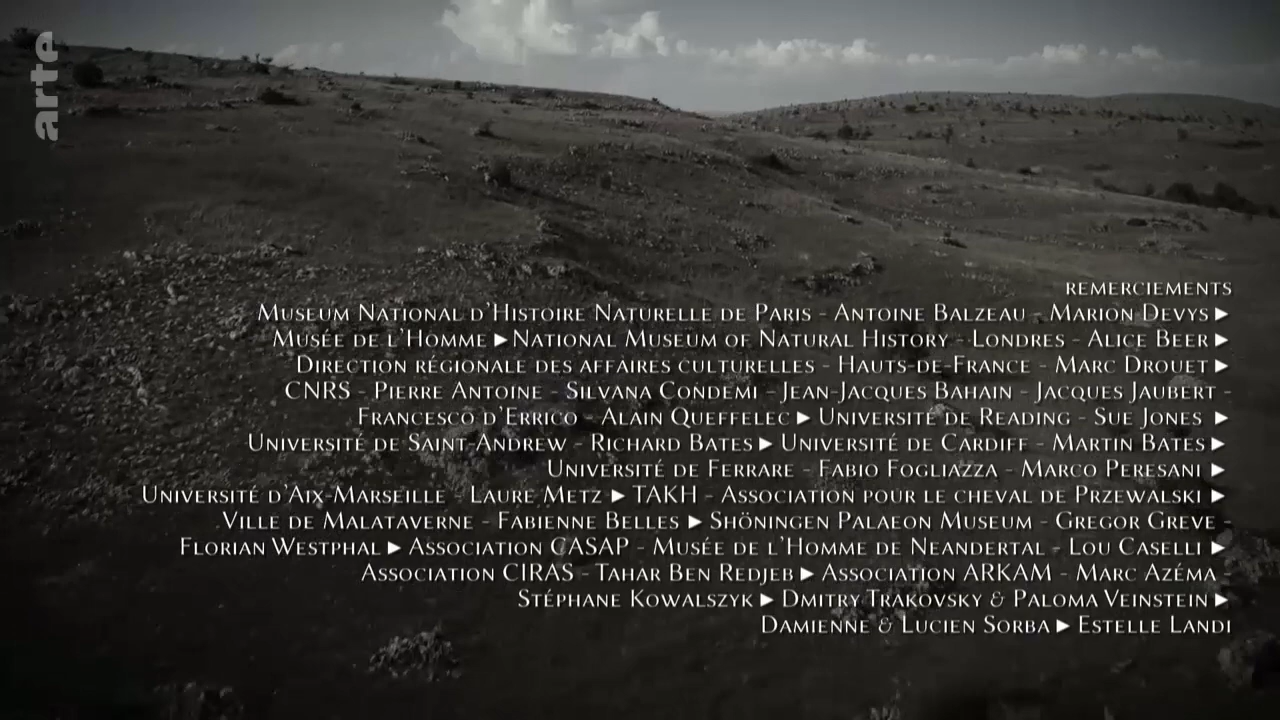 arte
REMERCIEMENTS
MUSEUM NATIONAL D'HISTOIRE NATURELLE DE PARIS - ANTOINE BALZEAU - MARION DEVYS ▶
MUSÉE DE L'HOMME ▶ NATIONAL MUSEUM OF NATURAL HISTORY - LONDRES - ALICE BEER ▶
DIRECTION RÉGIONALE DES AFFAIRES CULTURELLES - HAUTS-DE-FRANCE - MARC DROUET ▶
CNRS - PIERRE ANTOINE - SILVANA CONDEMI - JEAN-JACQUES BAHAIN - JACQUES JAUBERT -
FRANCESCO D'ERRICO - ALAIN QUEFFELEC ▶ UNIVERSITÉ DE READING - SUE JONES ▶
UNIVERSITÉ DE SAINT-ANDREW - RICHARD BATES ▶ UNIVERSITÉ DE CARDIFF - MARTIN BATES ▶
UNIVERSITÉ DE FERRARE - FABIO FOGLIAZZA - MARCO PERESANI ▶
UNIVERSITÉ D'AIX-MARSEILLE - LAURE METZ ▶ TAKH - ASSOCIATION POUR LE CHEVAL DE PRZEWALSKI ▶
VILLE DE MALATAVERNE - FABIENNE BELLES ▶ SHÖNINGEN PALAEON MUSEUM - GREGOR GREVE -
FLORIAN WESTPHAL ▶ ASSOCIATION CASAP - MUSÉE DE L'HOMME DE NEANDERTAL - LOU CASELLI ▶
ASSOCIATION CIRAS - TAHAR BEN REDJEB ▶ ASSOCIATION ARKAM - MARC AZÉMA -
STÉPHANE KOWALSZYK ▶ DMITRY TRAKOVSKY & PALOMA VEINSTEIN ▶
DAMIENNE & LUCIEN SORBA ▶ ESTELLE LANDI